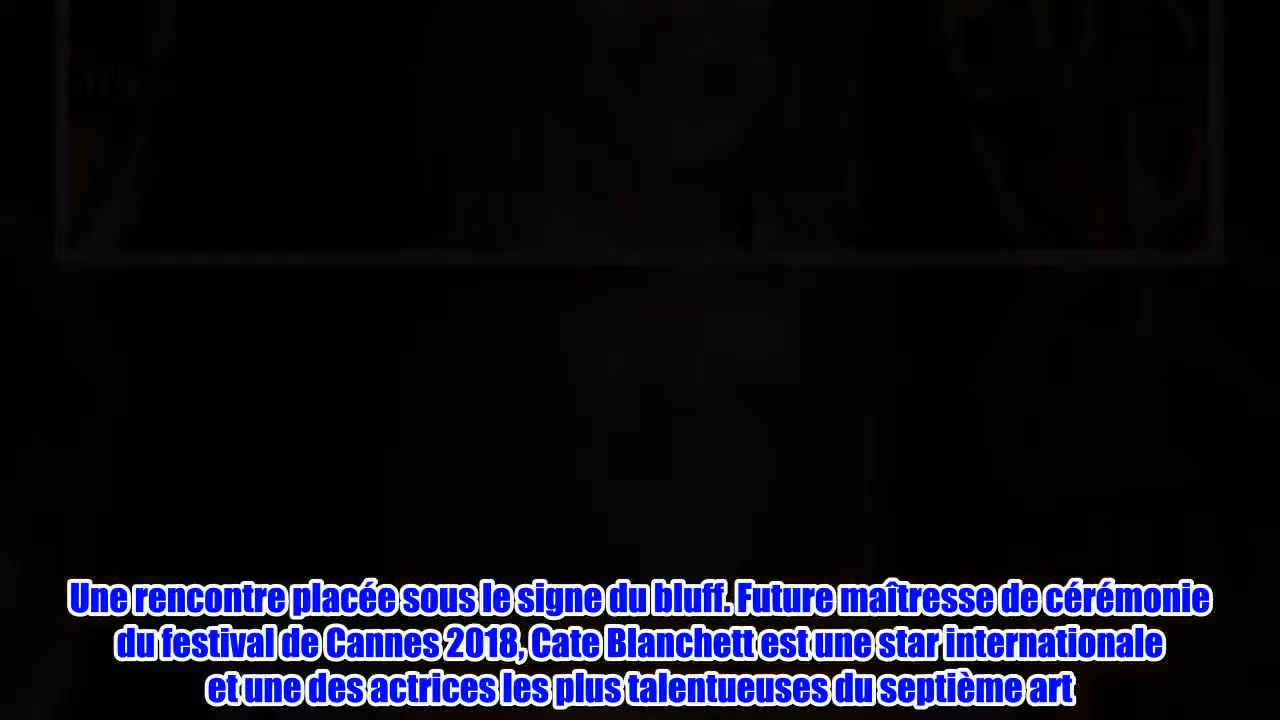 Une rencontre placée sous le signe du bluff. Future maîtresse de cérémonie
du festival de Cannes 2018, Cate Blanchett est une star internationale
et une des actrices les plus talentueuses du septième art